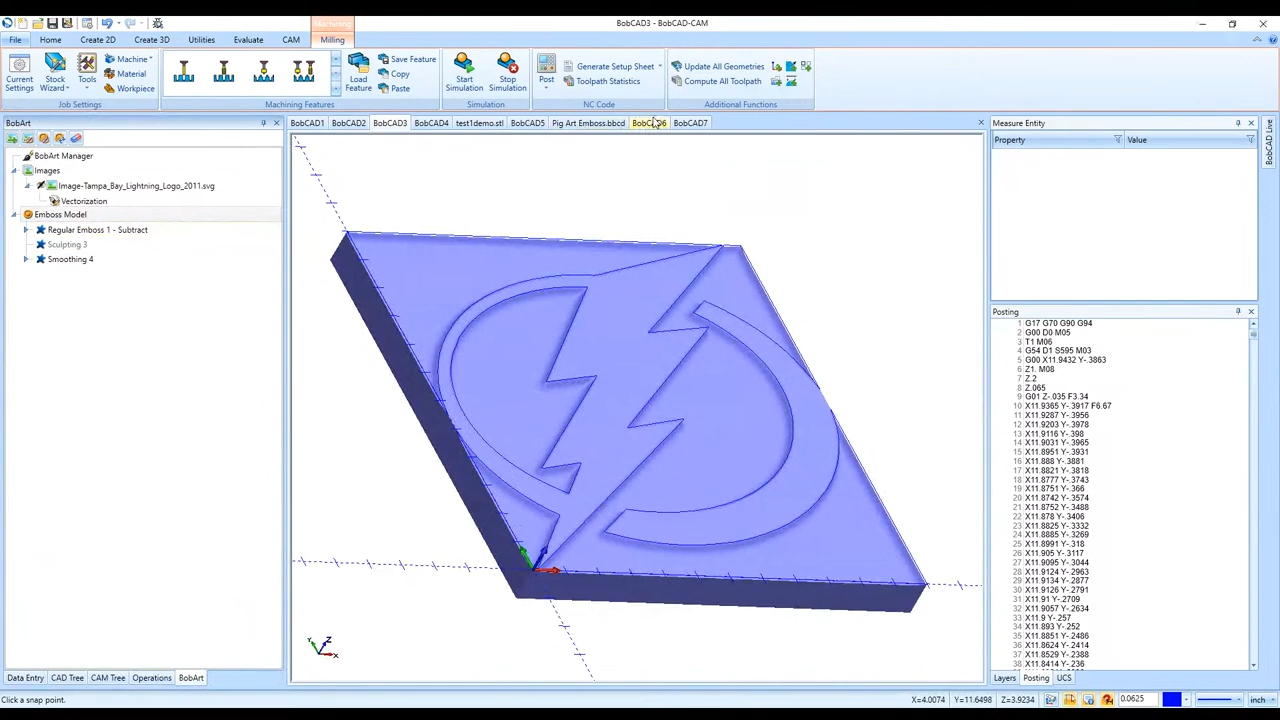 BobCAD3 - BobCAD-CAM
Machining
File Home Create 2D Create 3D Utilities Evaluate CAM Milling
Current Settings
Stock Wizard
Tools
Machine
Material
Workpiece
Job Settings
Load Feature
Save Feature
Copy
Paste
Machining Features
Start Simulation
Stop Simulation
Simulation
Post
Generate Setup Sheet
Toolpath Statistics
NC Code
Update All Geometries
Compute All Toolpath
Additional Functions
BobArt
BobCAD1 BobCAD2 BobCAD3 BobCAD4 test1demo.stl BobCAD5 Pig Art Emboss.bbcd BobCAD6 BobCAD7
Measure Entity
BobCAD Live
Property Value
BobArt Manager
Images
Image-Tampa_Bay_Lightning_Logo_2011.svg
Vectorization
Emboss Model
Regular Emboss 1 - Subtract
Sculpting 3
Smoothing 4
Posting
1 G17 G70 G90 G94
2 G00 D0 M05
3 T1 M06
4 G54 D1 S595 M03
5 G00 X11.9432 Y-.3863
6 Z1. M08
7 Z.2
8 Z.065
9 G01 Z-.035 F3.34
10 X11.9365 Y-.3917 F6.67
11 X11.9287 Y-.3956
12 X11.9203 Y-.3978
13 X11.9116 Y-.398
14 X11.9031 Y-.3965
15 X11.8951 Y-.3931
16 X11.888 Y-.3881
17 X11.8821 Y-.3818
18 X11.8777 Y-.3743
19 X11.8751 Y-.366
20 X11.8742 Y-.3574
21 X11.8752 Y-.3488
22 X11.878 Y-.3406
23 X11.8825 Y-.3332
24 X11.8885 Y-.3269
25 X11.8991 Y-.318
26 X11.905 Y-.3117
27 X11.9095 Y-.3044
28 X11.9124 Y-.2963
29 X11.9134 Y-.2877
30 X11.9126 Y-.2791
31 X11.91 Y-.2709
32 X11.9057 Y-.2634
33 X11.9 Y-.257
34 X11.893 Y-.252
35 X11.8851 Y-.2486
36 X11.8624 Y-.2414
37 X11.8529 Y-.2388
38 X11.8414 Y-.236
Y Z X
Data Entry CAD Tree CAM Tree Operations BobArt
Layers Posting UCS
Click a snap point.
X=4.0074 Y=11.6498 Z=3.9234 0.0625 inch